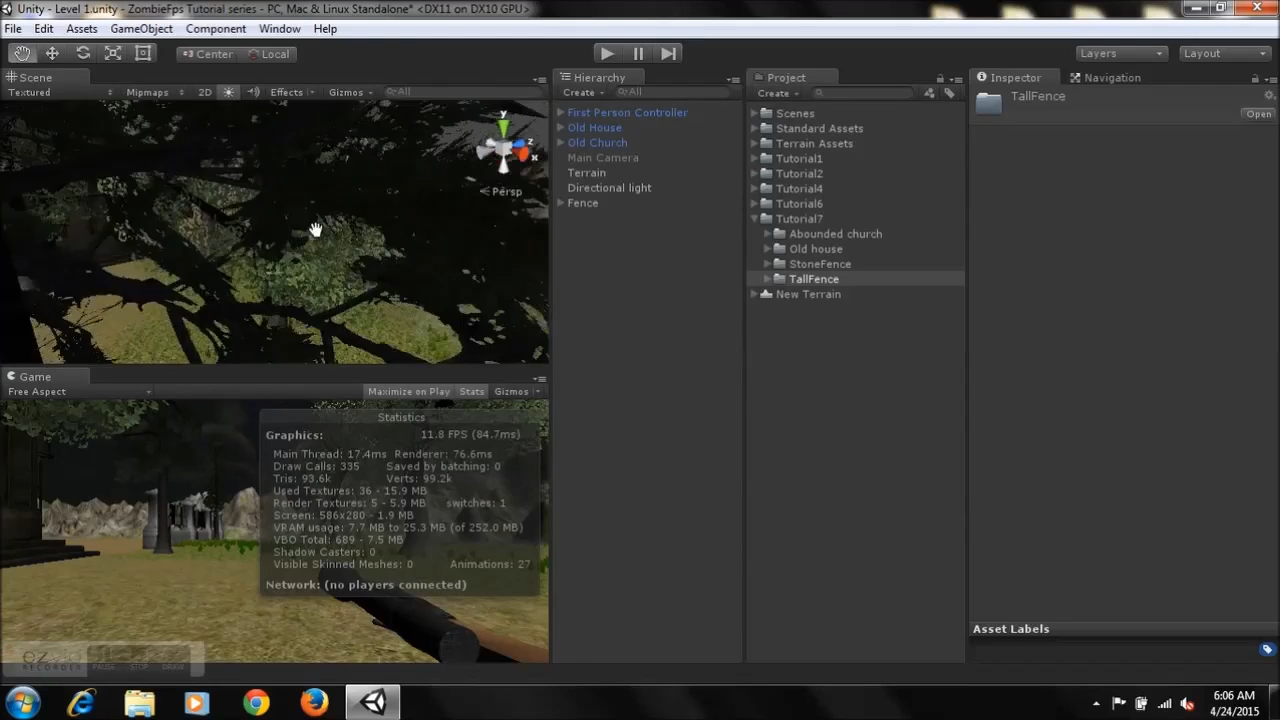 Unity - Level 1.unity - ZombieFps Tutorial series - PC, Mac & Linux Standalone* <DX11 on DX10 GPU>
File Edit Assets GameObject Component Window Help
Center Local Layers Layout
Scene
Textured Mipmaps 2D Effects Gizmos All
y
z
x
Persp
Game
Free Aspect Maximize on Play Stats Gizmos
Statistics
Graphics: 11.8 FPS (84.7ms)
Main Thread: 17.4ms Renderer: 76.6ms
Draw Calls: 335 Saved by batching: 0
Tris: 93.6k Verts: 99.2k
Used Textures: 36 - 15.9 MB
Render Textures: 5 - 5.9 MB switches: 1
Screen: 586x280 - 1.9 MB
VRAM usage: 7.7 MB to 25.3 MB (of 252.0 MB)
VBO Total: 689 - 7.5 MB
Shadow Casters: 0
Visible Skinned Meshes: 0 Animations: 27
Network: (no players connected)
RECORDER PAUSE STOP DRAW
Hierarchy
Create All
First Person Controller
Old House
Old Church
Main Camera
Terrain
Directional light
Fence
Project
Create
Scenes
Standard Assets
Terrain Assets
Tutorial1
Tutorial2
Tutorial4
Tutorial6
Tutorial7
Abounded church
Old house
StoneFence
TallFence
New Terrain
Inspector Navigation
TallFence
Open
Asset Labels
6:06 AM
4/24/2015